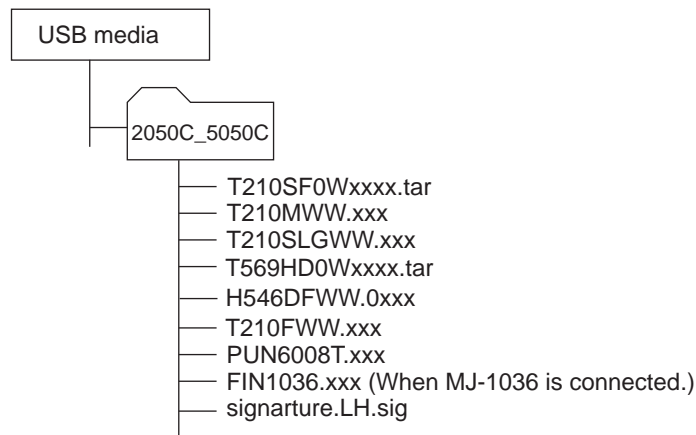 USB media
2050C_5050C
T210SF0Wxxxx.tar
T210MWW.xxx
T210SLGWW.xxx
T569HD0Wxxxx.tar
H546DFWW.0xxx
T210FWW.xxx
PUN6008T.xxx
FIN1036.xxx (When MJ-1036 is connected.)
signarture.LH.sig